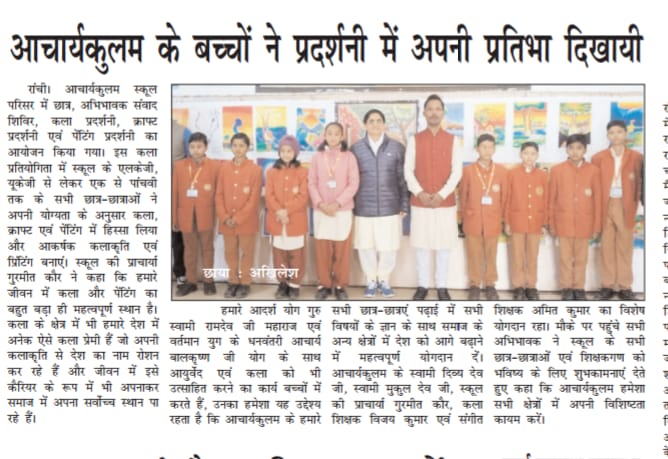 आचार्यकुलम के बच्चों ने प्रदर्शनी में अपनी प्रतिभा दिखायी
रांची। आचार्यकुलम स्कूल
परिसर में छात्र, अभिभावक संवाद
शिविर, कला प्रदर्शनी, क्राफ्ट
प्रदर्शनी एवं पेंटिंग प्रदर्शनी का
आयोजन किया गया। इस कला
प्रतियोगिता में स्कूल के एलकेजी,
यूकेजी से लेकर एक से पांचवी
तक के सभी छात्र-छात्राओं ने
अपनी योग्यता के अनुसार कला,
क्राफ्ट एवं पेंटिंग में हिस्सा लिया
और आकर्षक कलाकृति एवं
प्रिंटिंग बनाएं। स्कूल की प्राचार्या
गुरमीत कौर ने कहा कि हमारे
जीवन में कला और पेंटिंग का
बहुत बड़ा ही महत्वपूर्ण स्थान है।
कला के क्षेत्र में भी हमारे देश में
अनेक ऐसे कला प्रेमी हैं जो अपनी
कलाकृति से देश का नाम रोशन
कर रहे हैं और जीवन में इसे
कैरियर के रूप में भी अपनाकर
समाज में अपना सर्वोच्च स्थान पा
रहे हैं।
छाया : अखिलेश
हमारे आदर्श योग गुरु
स्वामी रामदेव जी महाराज एवं
वर्तमान युग के धनवंतरी आचार्य
बालकृष्ण जी योग के साथ
आयुर्वेद एवं कला को भी
उत्साहित करने का कार्य बच्चों में
करते हैं, उनका हमेशा यह उद्देश्य
रहता है कि आचार्यकुलम के हमारे
सभी छात्र-छात्राएं पढ़ाई में सभी
विषयों के ज्ञान के साथ समाज के
अन्य क्षेत्रों में देश को आगे बढ़ाने
में महत्वपूर्ण योगदान दें।
आचार्यकुलम के स्वामी दिव्य देव
जी, स्वामी मुकुल देव जी, स्कूल
की प्राचार्या गुरमीत कौर, कला
शिक्षक विजय कुमार एवं संगीत
शिक्षक अमित कुमार का विशेष
योगदान रहा। मौके पर पहुंचे सभी
अभिभावक ने स्कूल के सभी
छात्र-छात्राओं एवं शिक्षकगण को
भविष्य के लिए शुभकामनाएं देते
हुए कहा कि आचार्यकुलम हमेशा
सभी क्षेत्रों में अपनी विशिष्टता
कायम करें।